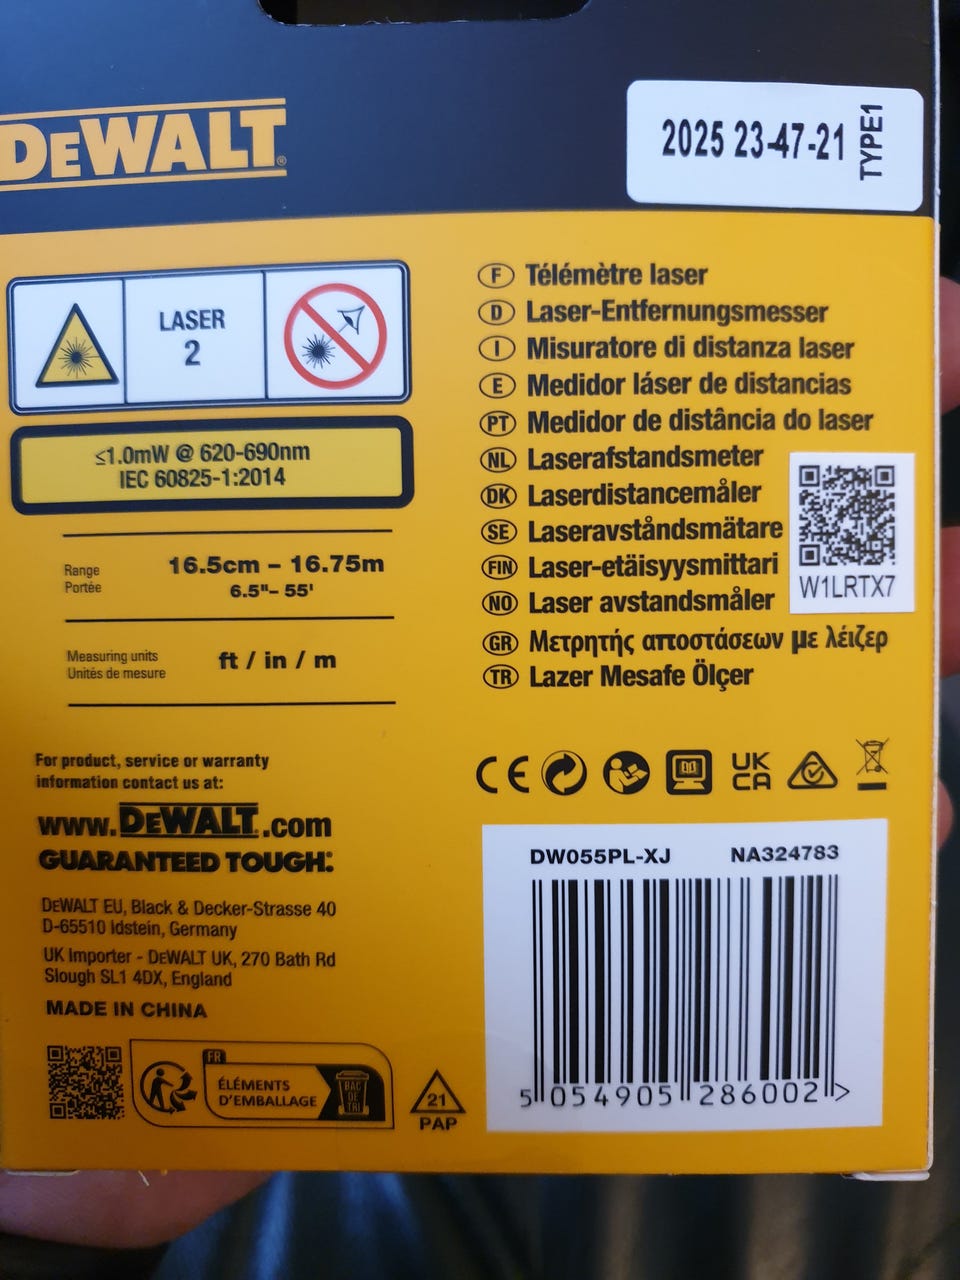 DEWALT®
2025 23-47-21
TYPE1
LASER
2
≤1.0mW @ 620-690nm
IEC 60825-1:2014
Range
Portée
16.5cm – 16.75m
6.5"– 55'
Measuring units
Unités de mesure
ft / in / m
F Télémètre laser
D Laser-Entfernungsmesser
I Misuratore di distanza laser
E Medidor láser de distancias
PT Medidor de distância do laser
NL Laserafstandsmeter
DK Laserdistancemåler
SE Laseravståndsmätare
FIN Laser-etäisyysmittari
NO Laser avstandsmåler
GR Μετρητής αποστάσεων με λέιζερ
TR Lazer Mesafe Ölçer
W1LRTX7
For product, service or warranty
information contact us at:
www.DEWALT.com
GUARANTEED TOUGH.
DEWALT EU, Black & Decker-Strasse 40
D-65510 Idstein, Germany
UK Importer - DEWALT UK, 270 Bath Rd
Slough SL1 4DX, England
MADE IN CHINA
FR
ÉLÉMENTS
D'EMBALLAGE
BAC
DE
TRI
21
PAP
CE
UK
CA
DW055PL-XJ NA324783
5 054905 286002 >